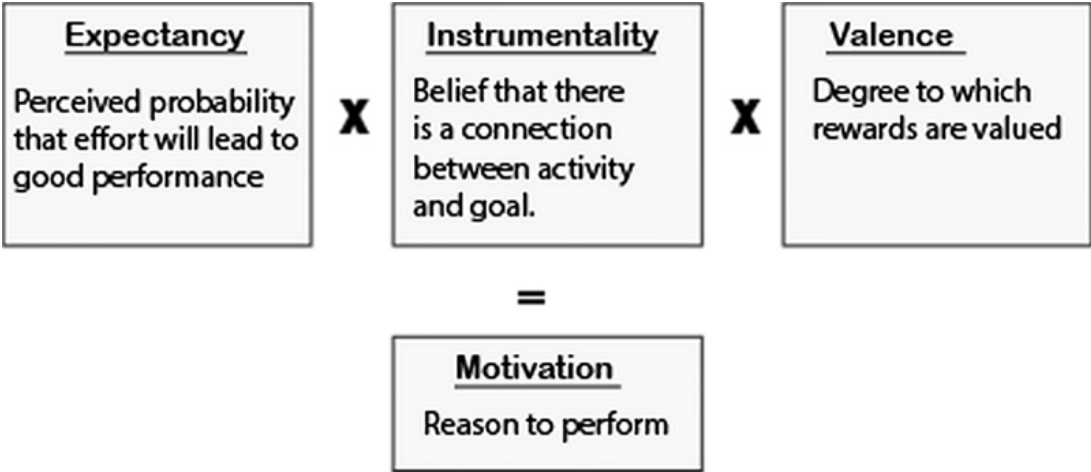 Expectancy
Perceived probability
that effort will lead to
good performance
X
Instrumentality
Belief that there
is a connection
between activity
and goal.
X
Valence
Degree to which
rewards are valued
=
Motivation
Reason to perform